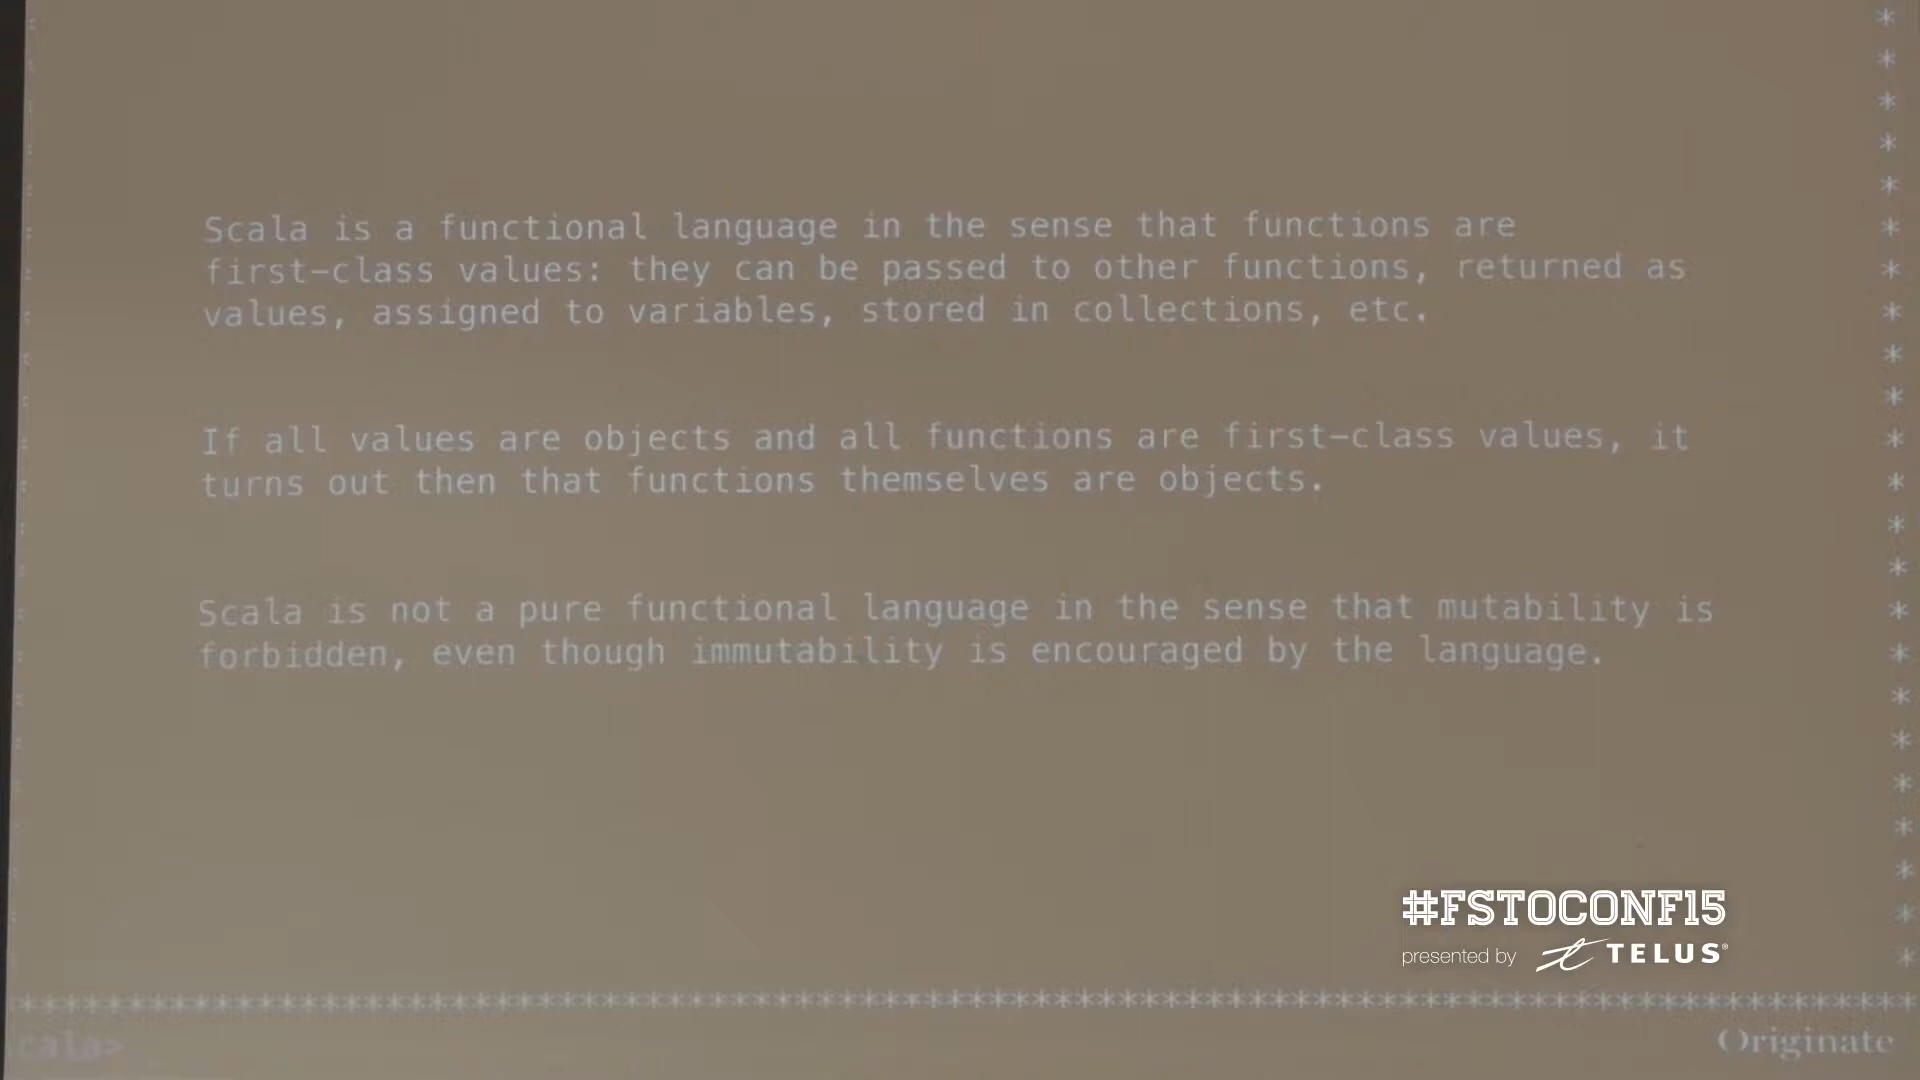 Scala is a functional language in the sense that functions are
first-class values: they can be passed to other functions, returned as
values, assigned to variables, stored in collections, etc.
If all values are objects and all functions are first-class values, it
turns out then that functions themselves are objects.
Scala is not a pure functional language in the sense that mutability is
forbidden, even though immutability is encouraged by the language.
#FSTOCONF15
presented by TELUS®
cala>
Originate